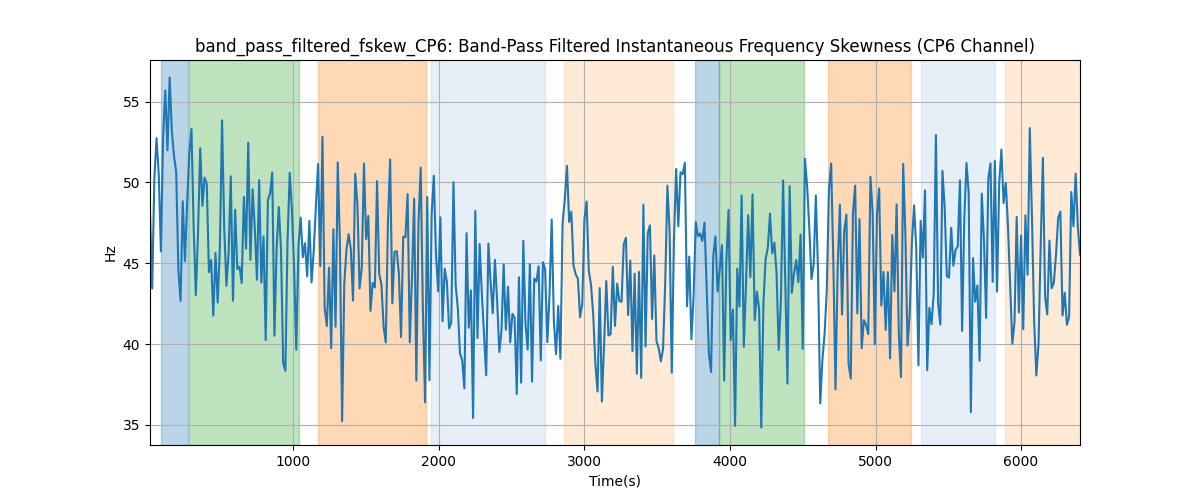 band_pass_filtered_fskew_CP6: Band-Pass Filtered Instantaneous Frequency Skewness (CP6 Channel)
55
50
45
40
35
Hz
1000 2000 3000 4000 5000 6000
Time(s)